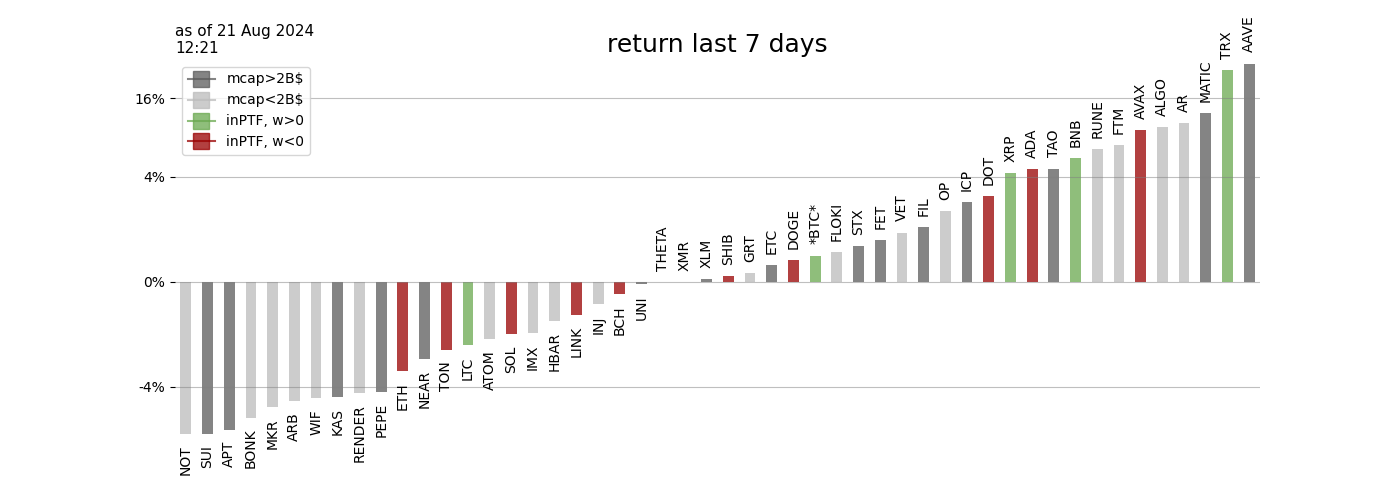 as of 21 Aug 2024
12:21
return last 7 days
mcap>2B$
mcap<2B$
inPTF, w>0
inPTF, w<0
16%
4%
0%
-4%
NOT
SUI
APT
BONK
MKR
ARB
WIF
KAS
RENDER
PEPE
ETH
NEAR
TON
LTC
ATOM
SOL
IMX
HBAR
LINK
INJ
BCH
UNI
THETA
XMR
XLM
SHIB
GRT
ETC
DOGE
*BTC*
FLOKI
STX
FET
VET
FIL
OP
ICP
DOT
XRP
ADA
TAO
BNB
RUNE
FTM
AVAX
ALGO
AR
MATIC
TRX
AAVE